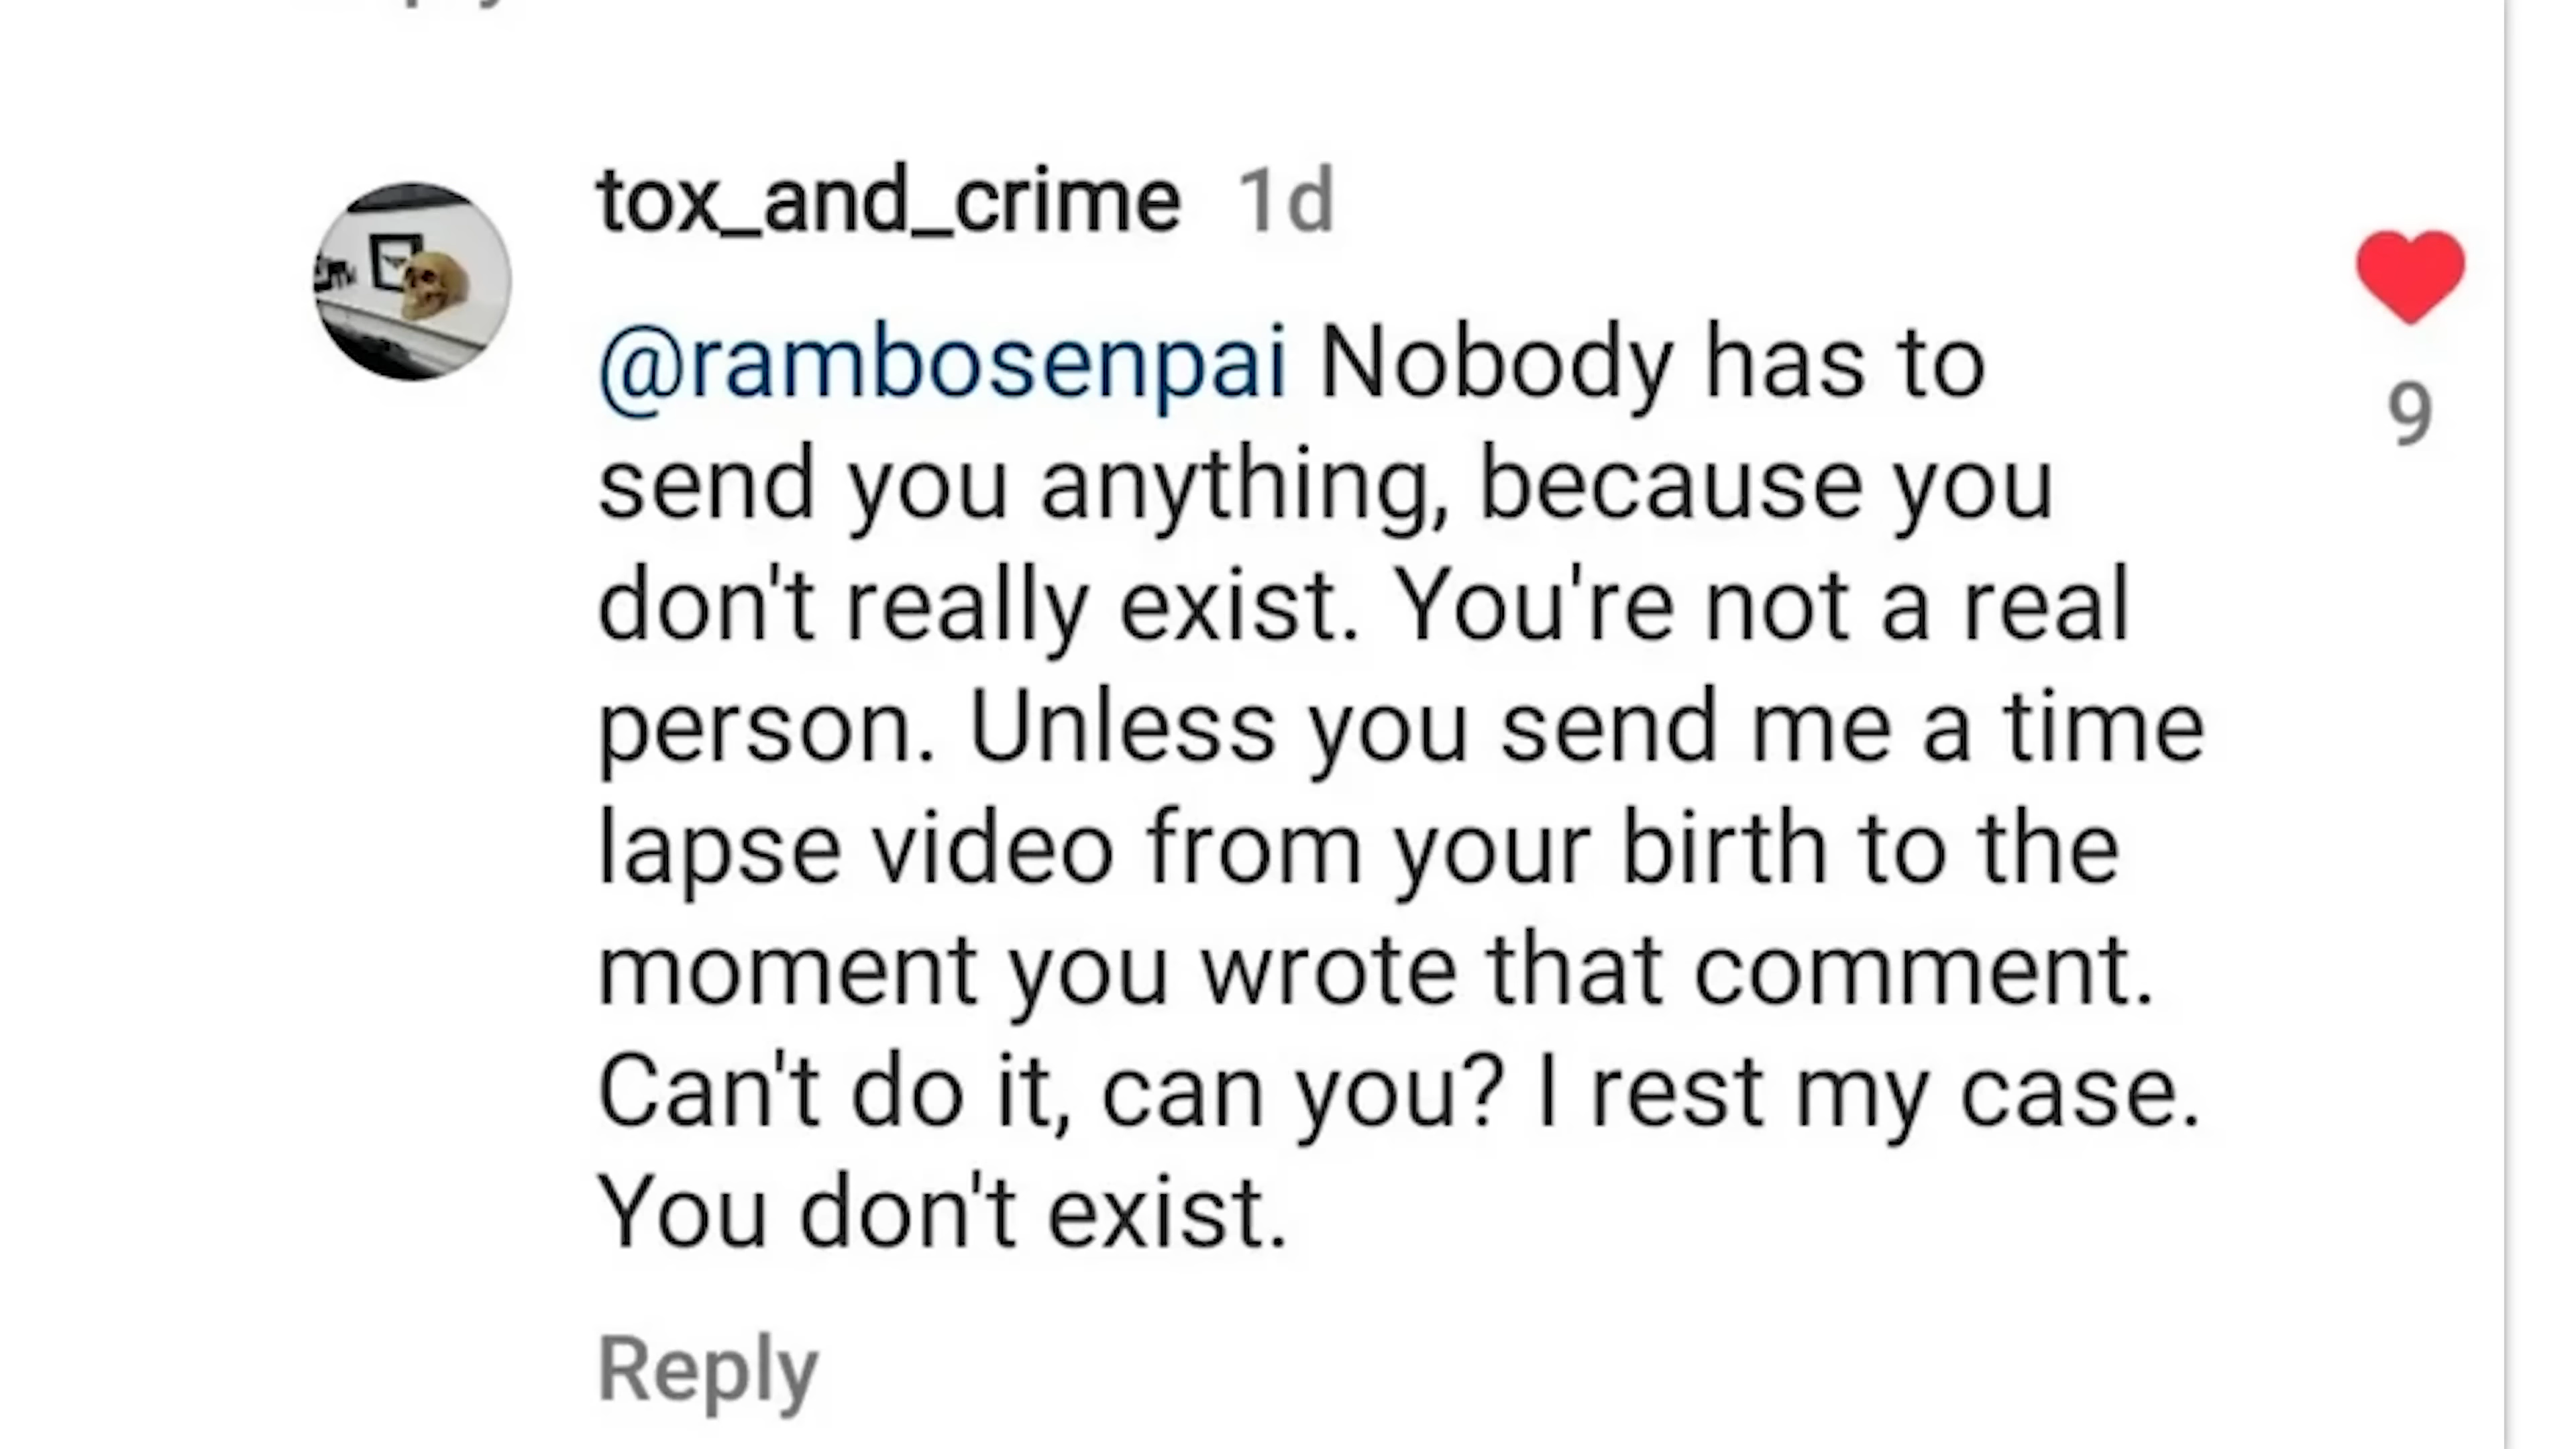 tox_and_crime 1d
@rambosenpai Nobody has to
9
send you anything, because you
don't really exist. You're not a real
person. Unless you send me a time
lapse video from your birth to the
moment you wrote that comment.
Can't do it, can you? I rest my case.
You don't exist.
Reply